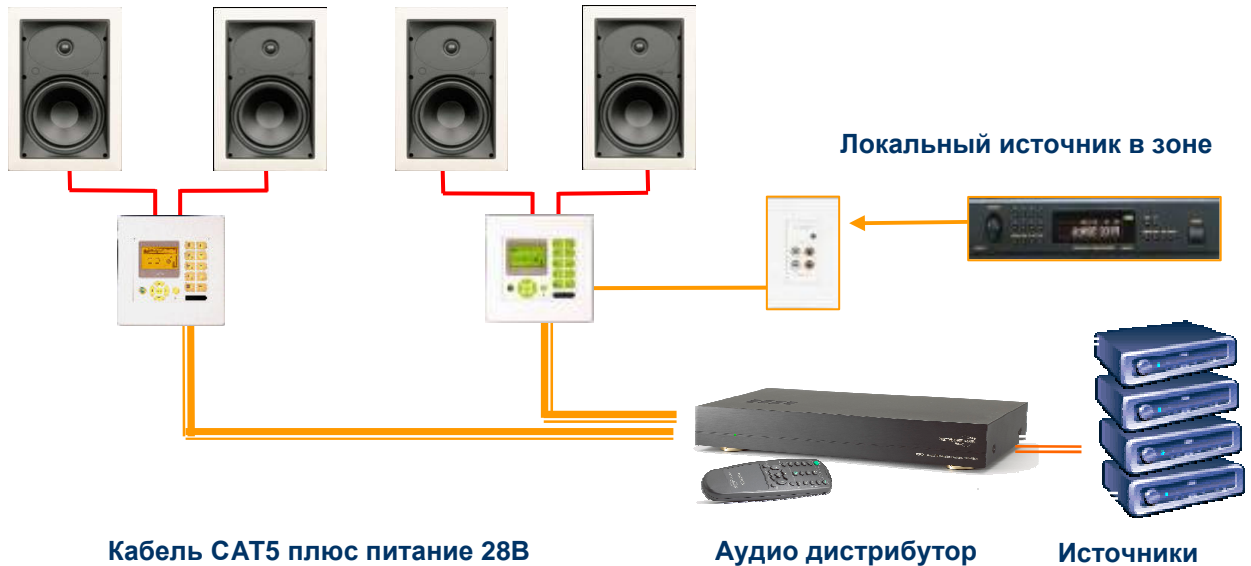 Локальный источник в зоне
Кабель CAT5 плюс питание 28В
Аудио дистрибутор
Источники